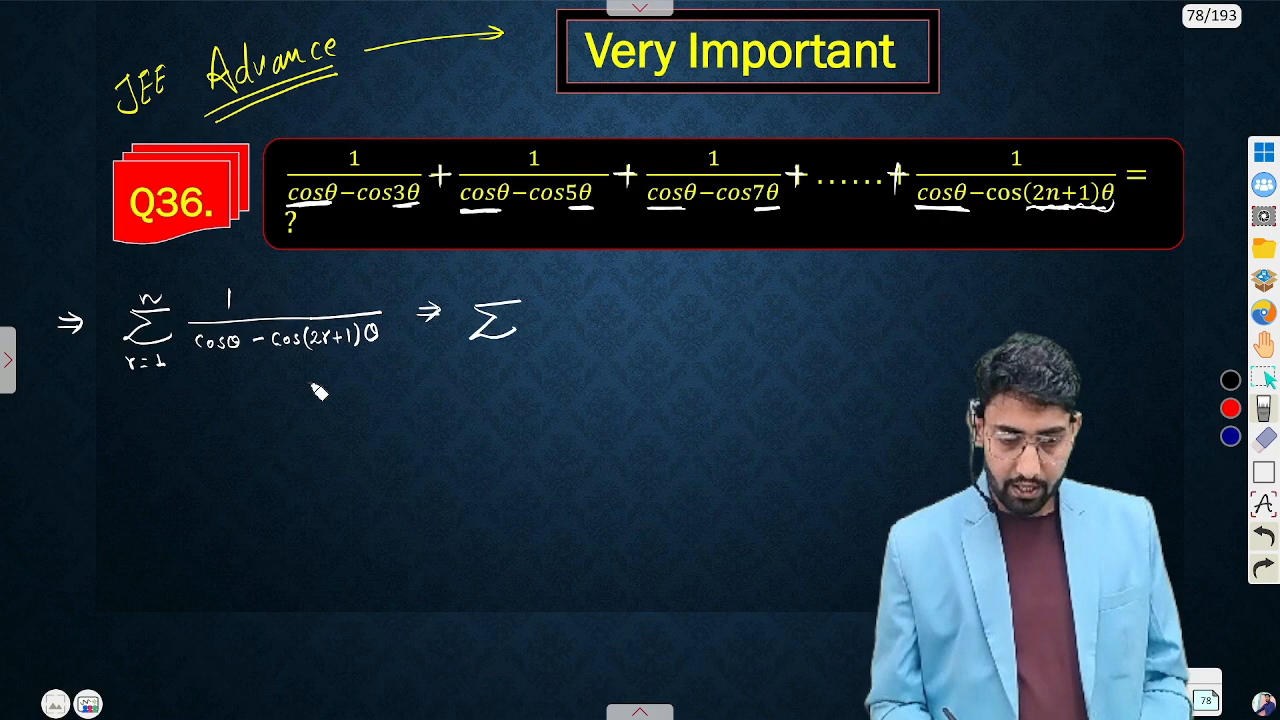 78/193
JEE Advance → Very Important
Q36. 1/(cosθ−cos3θ) + 1/(cosθ−cos5θ) + 1/(cosθ−cos7θ) + ...... + 1/(cosθ−cos(2n+1)θ) =
?
⇒ n∑r=1 1/(cosθ − cos(2r+1)θ) ⇒ ∑
A
78